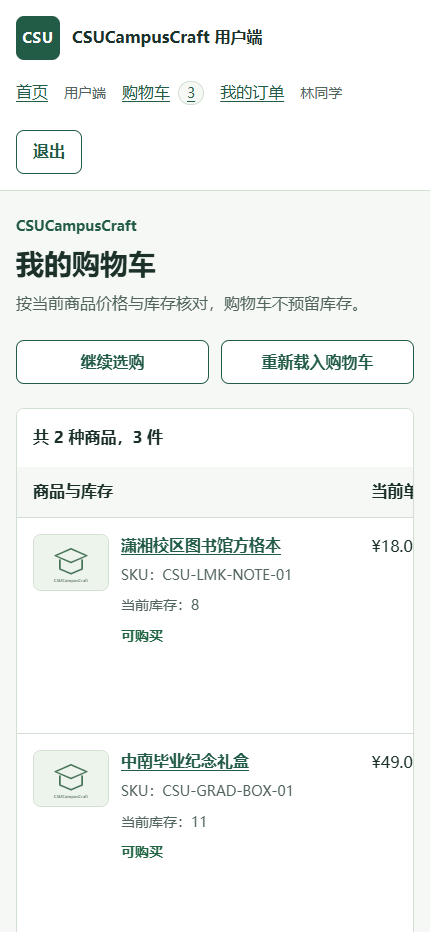 CSU CSUCampusCraft 用户端
首页 用户端 购物车 3 我的订单 林同学
退出
CSUCampusCraft
我的购物车
按当前商品价格与库存核对，购物车不预留库存。
继续选购 重新载入购物车
共 2 种商品，3 件
商品与库存 当前单
潇湘校区图书馆方格本 ¥18.0
SKU：CSU-LMK-NOTE-01
当前库存：8
可购买
CSUCampusCraft
中南毕业纪念礼盒 ¥49.0
SKU：CSU-GRAD-BOX-01
当前库存：11
可购买
CSUCampusCraft